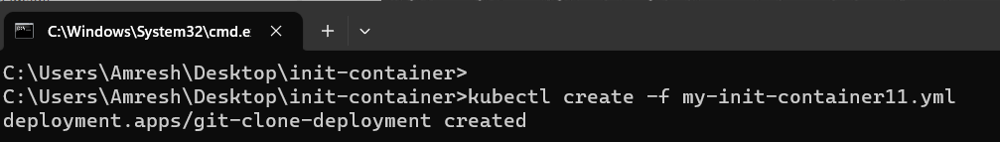 C:\Windows\System32\cmd.e
C:\Users\Amresh\Desktop\init-container>
C:\Users\Amresh\Desktop\init-container>kubectl create -f my-init-container11.yml
deployment.apps/git-clone-deployment created